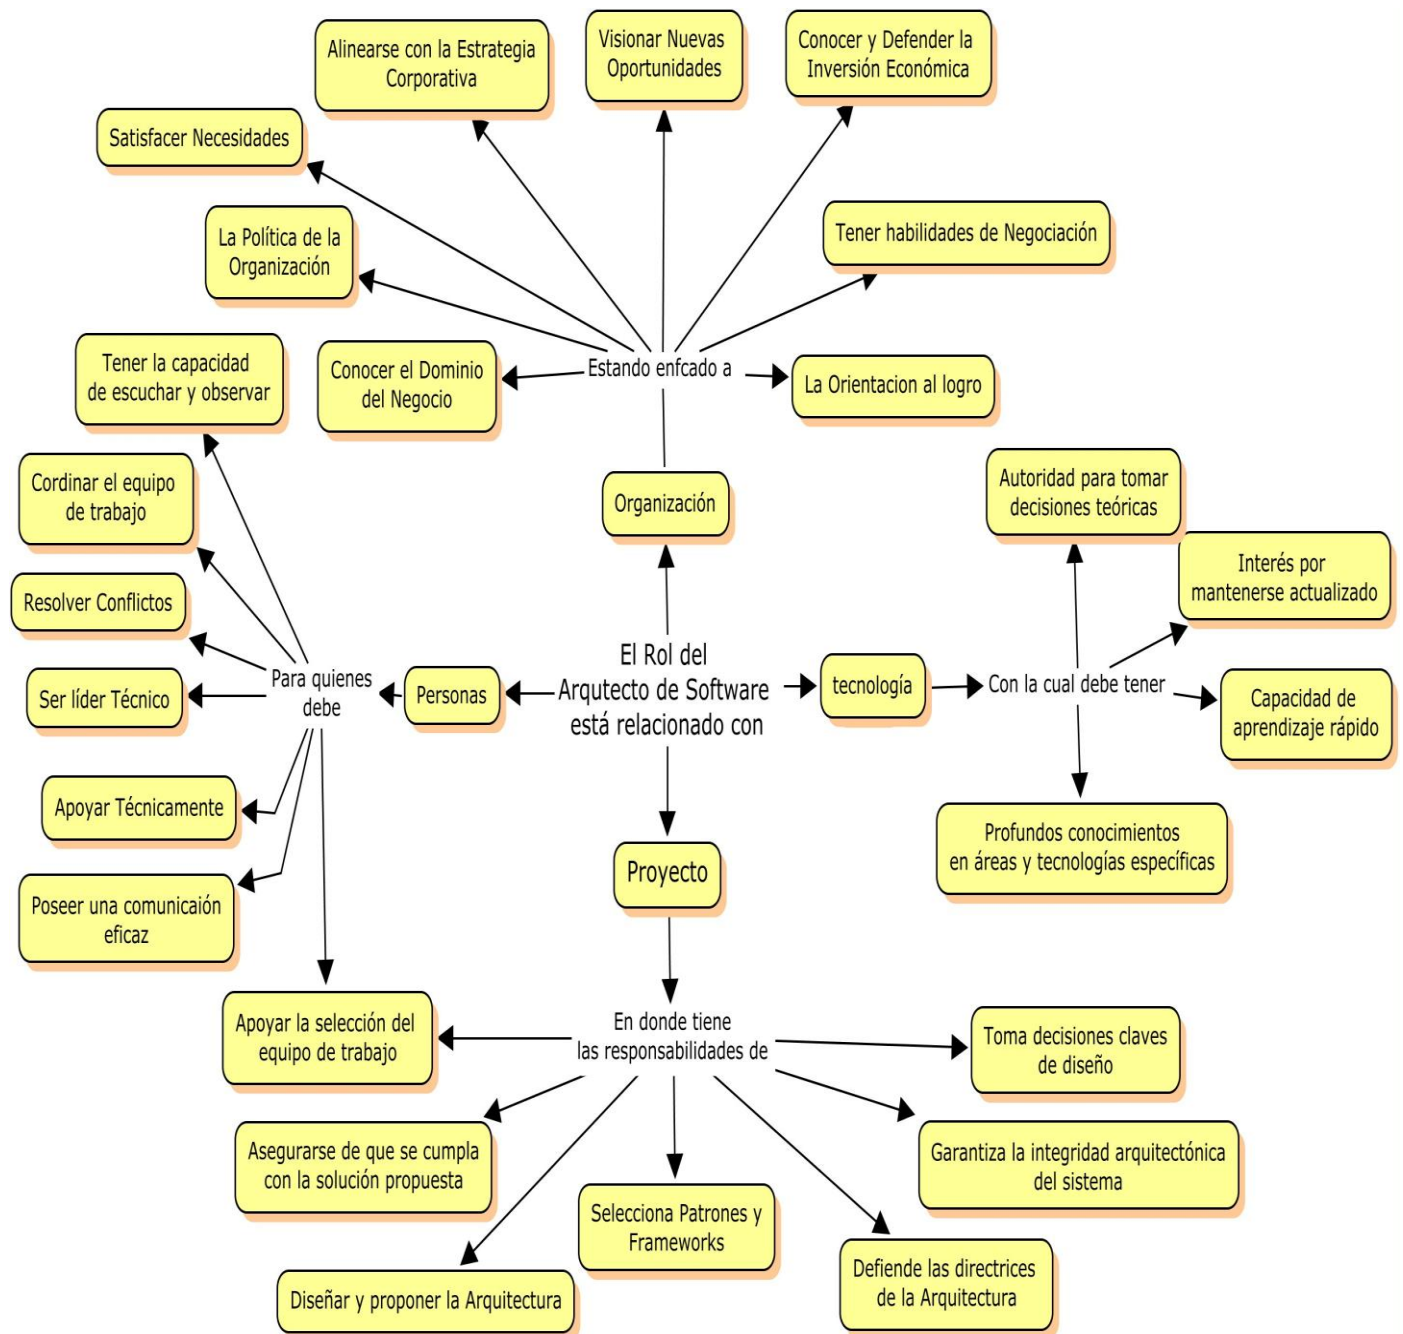 Alinearse con la Estrategia
Corporativa
Visionar Nuevas
Oportunidades
Conocer y Defender la
Inversión Económica
Satisfacer Necesidades
La Política de la
Organización
Tener habilidades de Negociación
Tener la capacidad
de escuchar y observar
Conocer el Dominio
del Negocio
Estando enfcado a
La Orientacion al logro
Cordinar el equipo
de trabajo
Organización
Autoridad para tomar
decisiones teóricas
Interés por
mantenerse actualizado
Resolver Conflictos
Ser líder Técnico
Para quienes
debe
Personas
El Rol del
Arqutecto de Software
está relacionado con
tecnología
Con la cual debe tener
Capacidad de
aprendizaje rápido
Apoyar Técnicamente
Profundos conocimientos
en áreas y tecnologías específicas
Proyecto
Poseer una comunicaión
eficaz
Apoyar la selección del
equipo de trabajo
En donde tiene
las responsabilidades de
Toma decisiones claves
de diseño
Asegurarse de que se cumpla
con la solución propuesta
Garantiza la integridad arquitectónica
del sistema
Selecciona Patrones y
Frameworks
Defiende las directrices
de la Arquitectura
Diseñar y proponer la Arquitectura